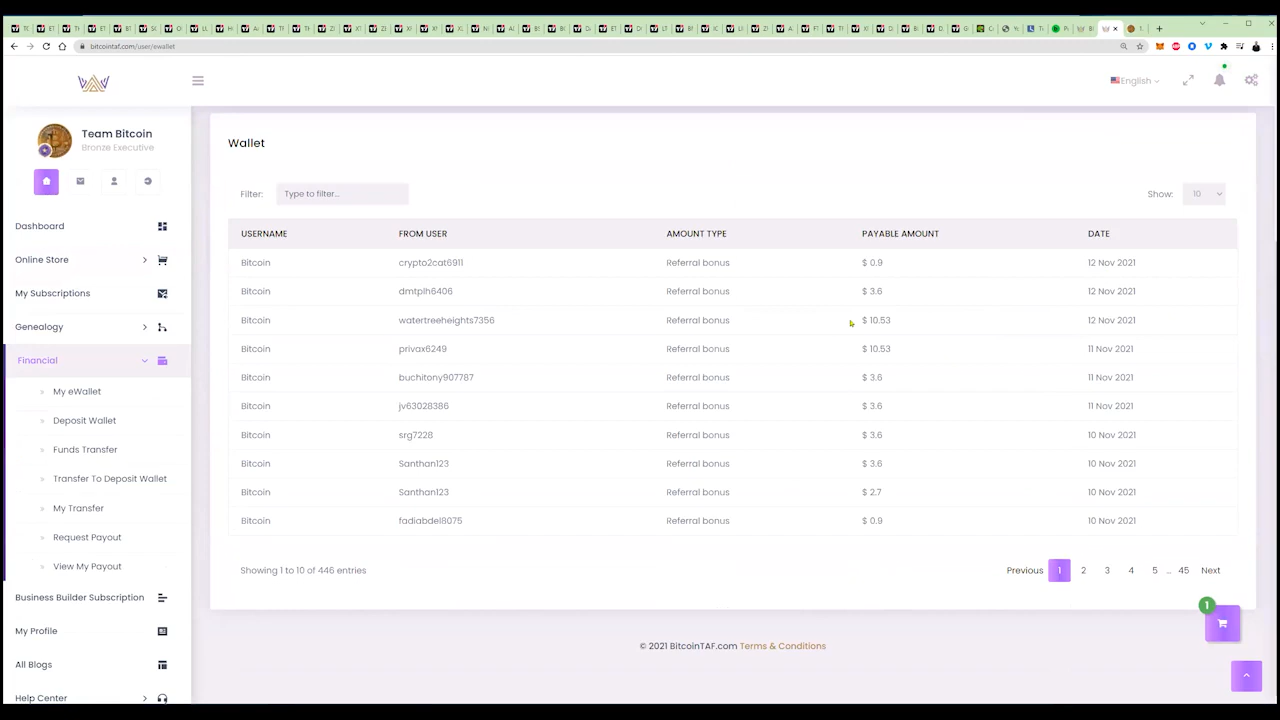 bitcointaf.com/user/ewallet
English
Team Bitcoin
Bronze Executive
Dashboard
Online Store
My Subscriptions
Genealogy
Financial
My eWallet
Deposit Wallet
Funds Transfer
Transfer To Deposit Wallet
My Transfer
Request Payout
View My Payout
Business Builder Subscription
My Profile
All Blogs
Help Center
Wallet
Filter: Type to filter... Show: 10
USERNAME FROM USER AMOUNT TYPE PAYABLE AMOUNT DATE
Bitcoin crypto2cat6911 Referral bonus $ 0.9 12 Nov 2021
Bitcoin dmtplh6406 Referral bonus $ 3.6 12 Nov 2021
Bitcoin watertreeheights7356 Referral bonus $ 10.53 12 Nov 2021
Bitcoin privax6249 Referral bonus $ 10.53 11 Nov 2021
Bitcoin buchitony907787 Referral bonus $ 3.6 11 Nov 2021
Bitcoin jv63028386 Referral bonus $ 3.6 11 Nov 2021
Bitcoin srg7228 Referral bonus $ 3.6 10 Nov 2021
Bitcoin Santhan123 Referral bonus $ 3.6 10 Nov 2021
Bitcoin Santhan123 Referral bonus $ 2.7 10 Nov 2021
Bitcoin fadiabdel8075 Referral bonus $ 0.9 10 Nov 2021
Showing 1 to 10 of 446 entries Previous 1 2 3 4 5 ... 45 Next
1
© 2021 BitcoinTAF.com Terms & Conditions